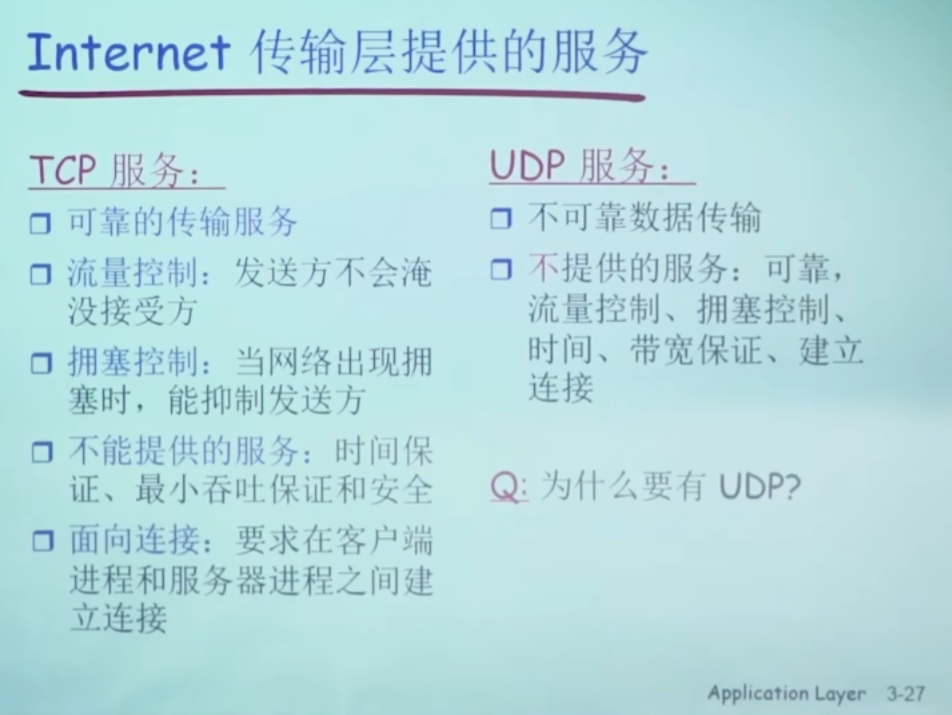 Internet 传输层提供的服务
TCP 服务：
可靠的传输服务
流量控制：发送方不会淹
没接受方
拥塞控制：当网络出现拥
塞时，能抑制发送方
不能提供的服务：时间保
证、最小吞吐保证和安全
面向连接：要求在客户端
进程和服务器进程之间建
立连接
UDP 服务：
不可靠数据传输
不提供的服务：可靠，
流量控制、拥塞控制、
时间、带宽保证、建立
连接
Q: 为什么要有 UDP?
Application Layer 3-27